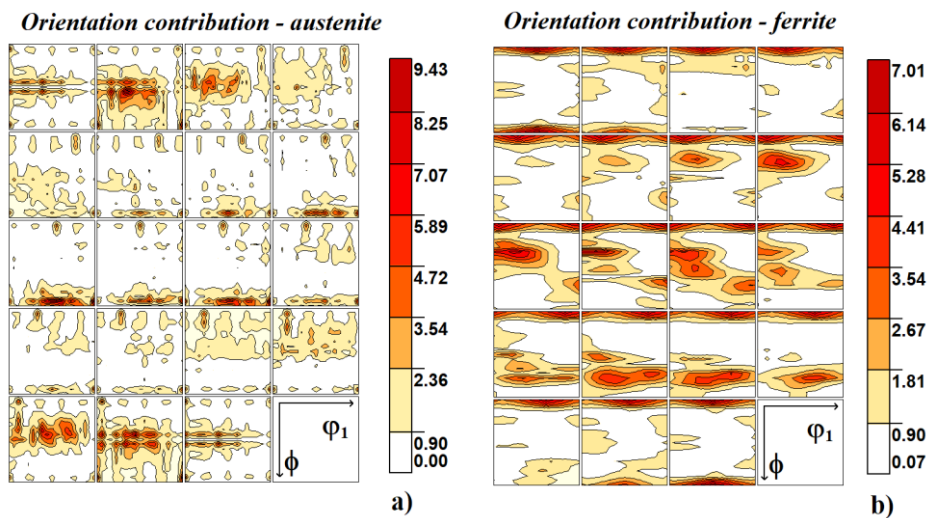 Orientation contribution - austenite
9.43
8.25
7.07
5.89
4.72
3.54
2.36
0.90
0.00
φ1
ϕ
a)
Orientation contribution - ferrite
7.01
6.14
5.28
4.41
3.54
2.67
1.81
0.90
0.07
φ1
ϕ
b)